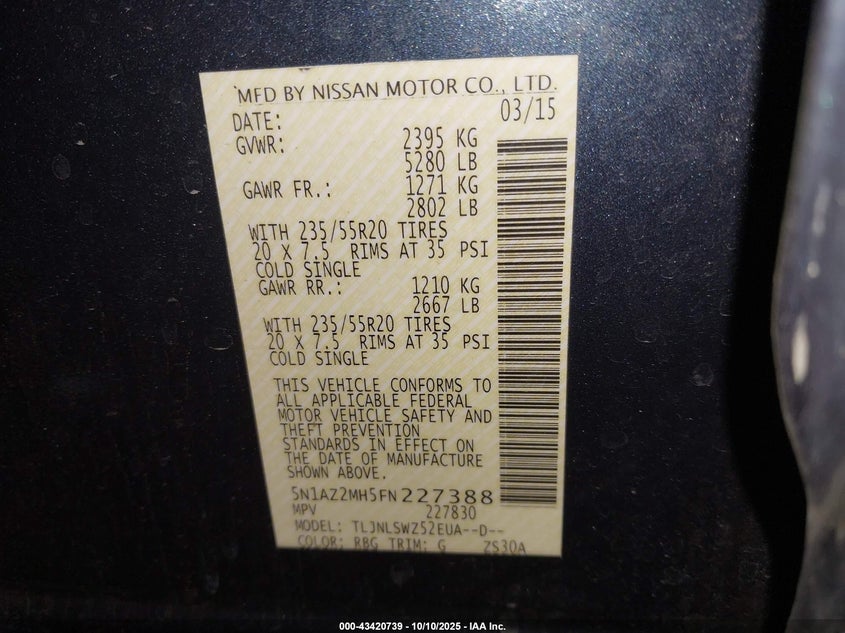 MFD BY NISSAN MOTOR CO., LTD.
DATE: 03/15
GVWR: 2395 KG
5280 LB
GAWR FR.: 1271 KG
2802 LB
WITH 235/55R20 TIRES
20 X 7.5 RIMS AT 35 PSI
COLD SINGLE
GAWR RR.: 1210 KG
2667 LB
WITH 235/55R20 TIRES
20 X 7.5 RIMS AT 35 PSI
COLD SINGLE
THIS VEHICLE CONFORMS TO
ALL APPLICABLE FEDERAL
MOTOR VEHICLE SAFETY AND
THEFT PREVENTION
STANDARDS IN EFFECT ON
THE DATE OF MANUFACTURE
SHOWN ABOVE.
5N1AZ2MH5FN227388
MPV 227830
MODEL: TLJNLSWZ52EUA--D--
COLOR: RBG TRIM: G ZS30A
000-43420739 - 10/10/2025 - IAA Inc.